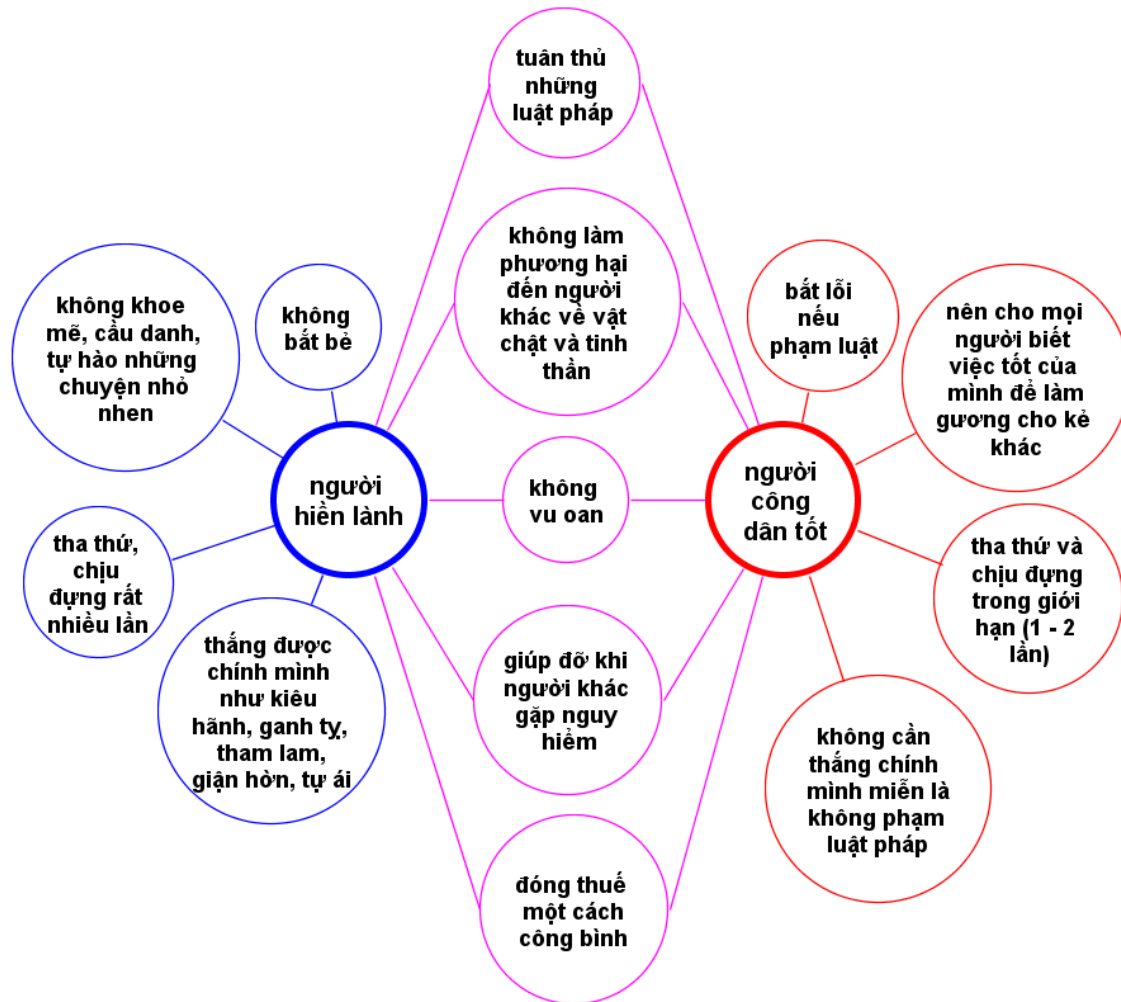 tuân thủ
những
luật pháp
không làm
phương hại
đến người
khác về vật
chất và tinh
thần
không khoe
mẽ, cầu danh,
tự hào những
chuyện nhỏ
nhen
không
bắt bẻ
bắt lỗi
nếu
phạm luật
nên cho mọi
người biết
việc tốt của
mình để làm
gương cho kẻ
khác
người
hiền lành
không
vu oan
người
công
dân tốt
tha thứ,
chịu
đựng rất
nhiều lần
tha thứ và
chịu đựng
trong giới
hạn (1 - 2
lần)
thắng được
chính mình
như kiêu
hãnh, ganh tỵ,
tham lam,
giận hờn, tự ái
giúp đỡ khi
người khác
gặp nguy
hiểm
không cần
thắng chính
mình miễn là
không phạm
luật pháp
đóng thuế
một cách
công bình